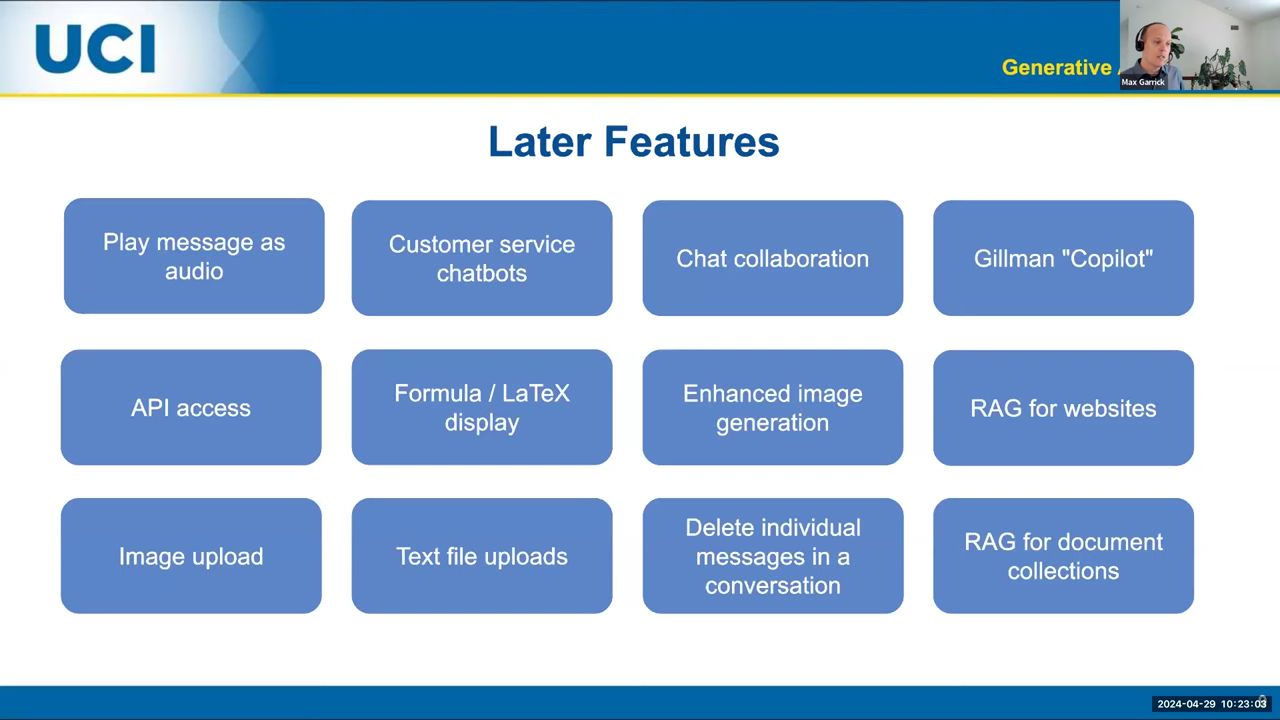 UCI
Generative
Max Garrick
Later Features
Play message as
audio
Customer service
chatbots
Chat collaboration
Gillman "Copilot"
API access
Formula / LaTeX
display
Enhanced image
generation
RAG for websites
Image upload
Text file uploads
Delete individual
messages in a
conversation
RAG for document
collections
2024-04-29 10:23:03